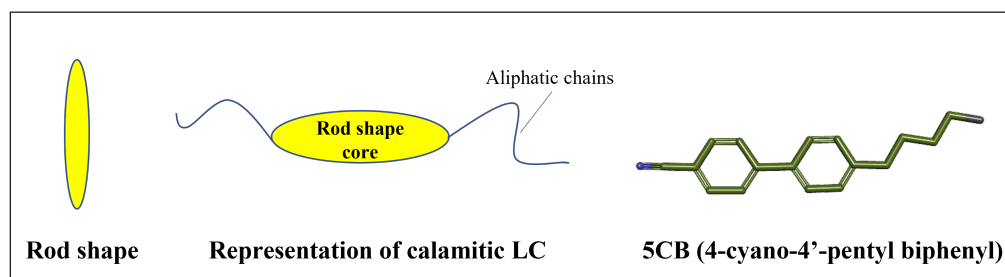 Aliphatic chains
Rod shape
core
Rod shape
Representation of calamitic LC
5CB (4-cyano-4’-pentyl biphenyl)